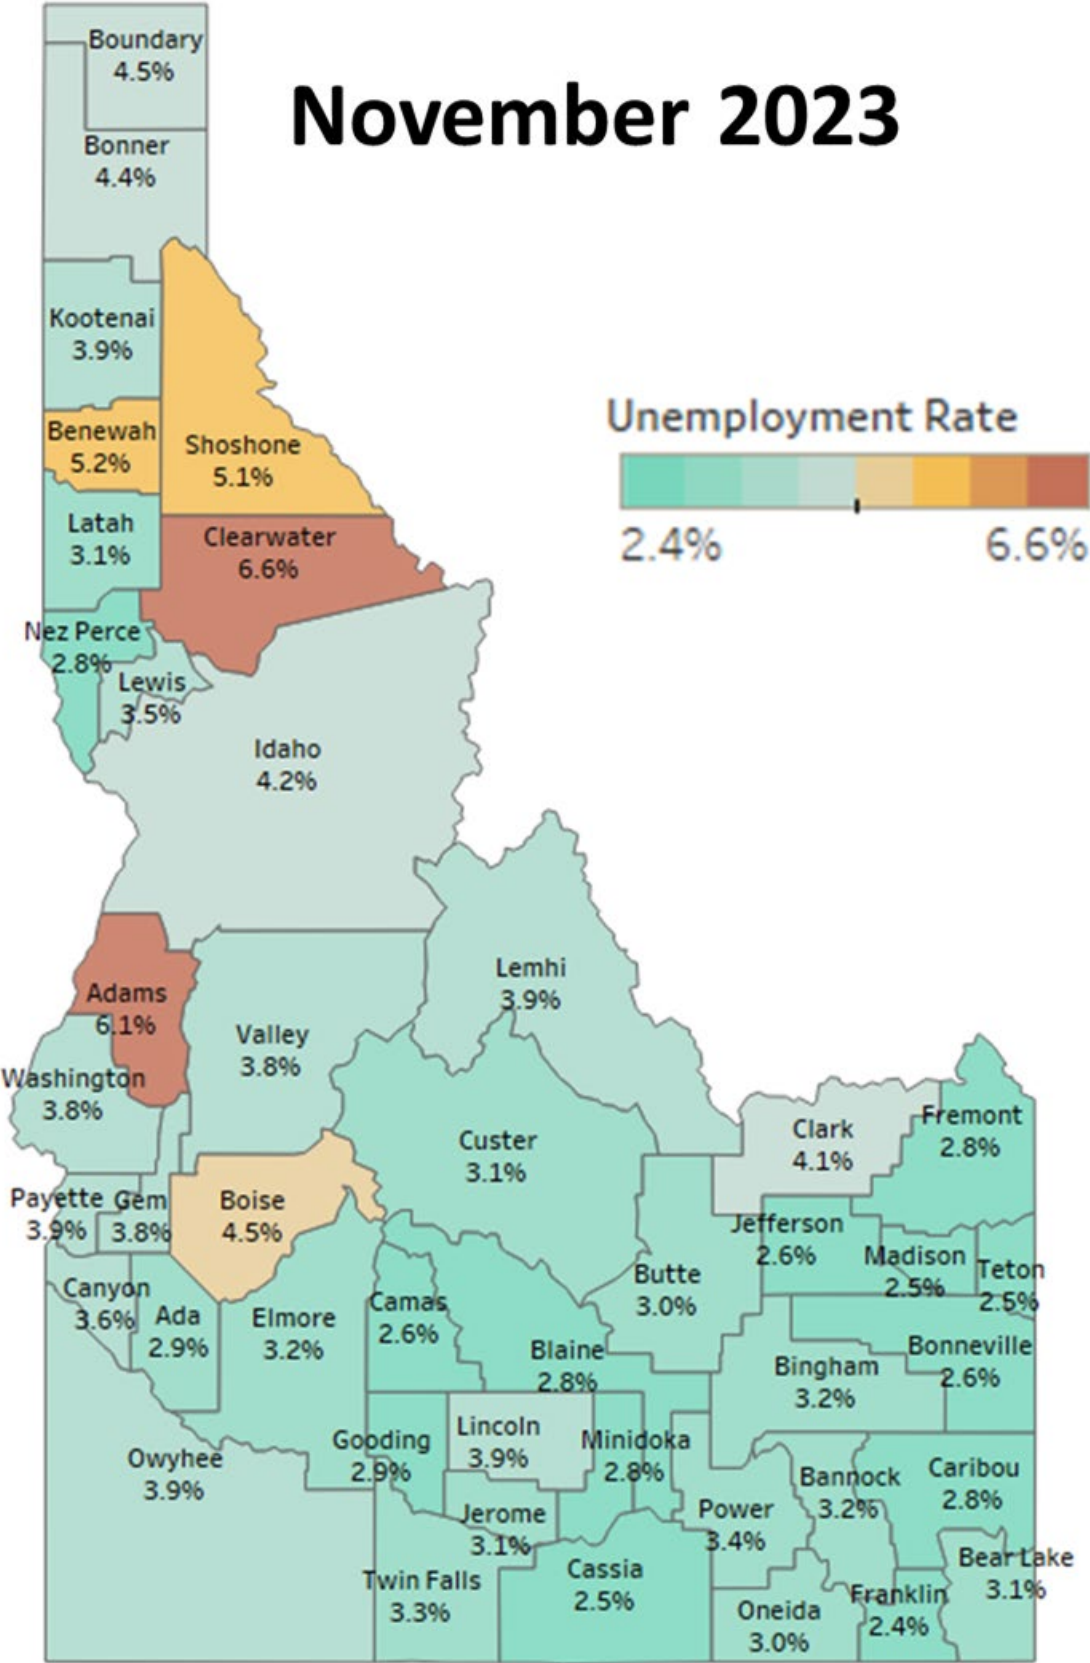 Boundary
4.5%
November 2023
Bonner
4.4%
Kootenai
3.9%
Unemployment Rate
2.4%
6.6%
Benewah
5.2%
Shoshone
5.1%
Latah
3.1%
Clearwater
6.6%
Nez Perce
2.8%
Lewis
3.5%
Idaho
4.2%
Lemhi
3.9%
Adams
6.1%
Valley
3.8%
Washington
3.8%
Custer
3.1%
Clark
4.1%
Fremont
2.8%
Payette
3.9%
Gem
3.8%
Boise
4.5%
Jefferson
2.6%
Madison
2.5%
Teton
2.5%
Canyon
3.6%
Ada
2.9%
Elmore
3.2%
Camas
2.6%
Butte
3.0%
Blaine
2.8%
Bingham
3.2%
Bonneville
2.6%
Owyhee
3.9%
Gooding
2.9%
Lincoln
3.9%
Minidoka
2.8%
Bannock
3.2%
Caribou
2.8%
Jerome
3.1%
Power
3.4%
Twin Falls
3.3%
Cassia
2.5%
Oneida
3.0%
Franklin
2.4%
Bear Lake
3.1%